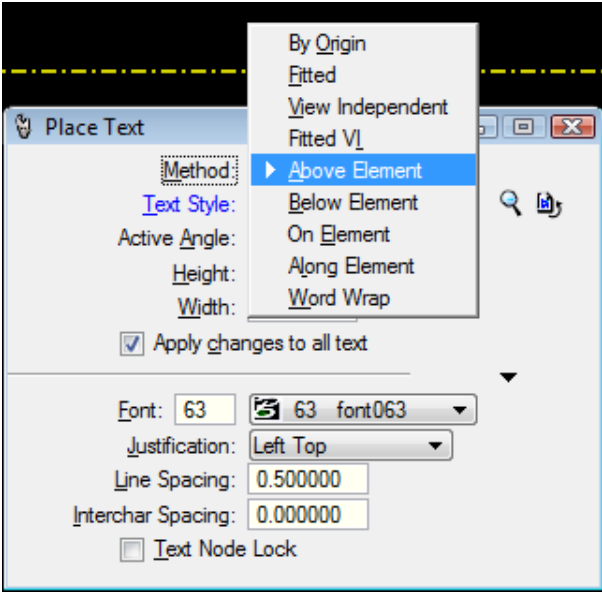 By Origin
Fitted
View Independent
Fitted VI
Place Text
Method:
Above Element
Text Style:
Below Element
Active Angle:
On Element
Height:
Along Element
Width:
Word Wrap
Apply changes to all text
Font: 63 63 font063
Justification: Left Top
Line Spacing: 0.500000
Interchar Spacing: 0.000000
Text Node Lock